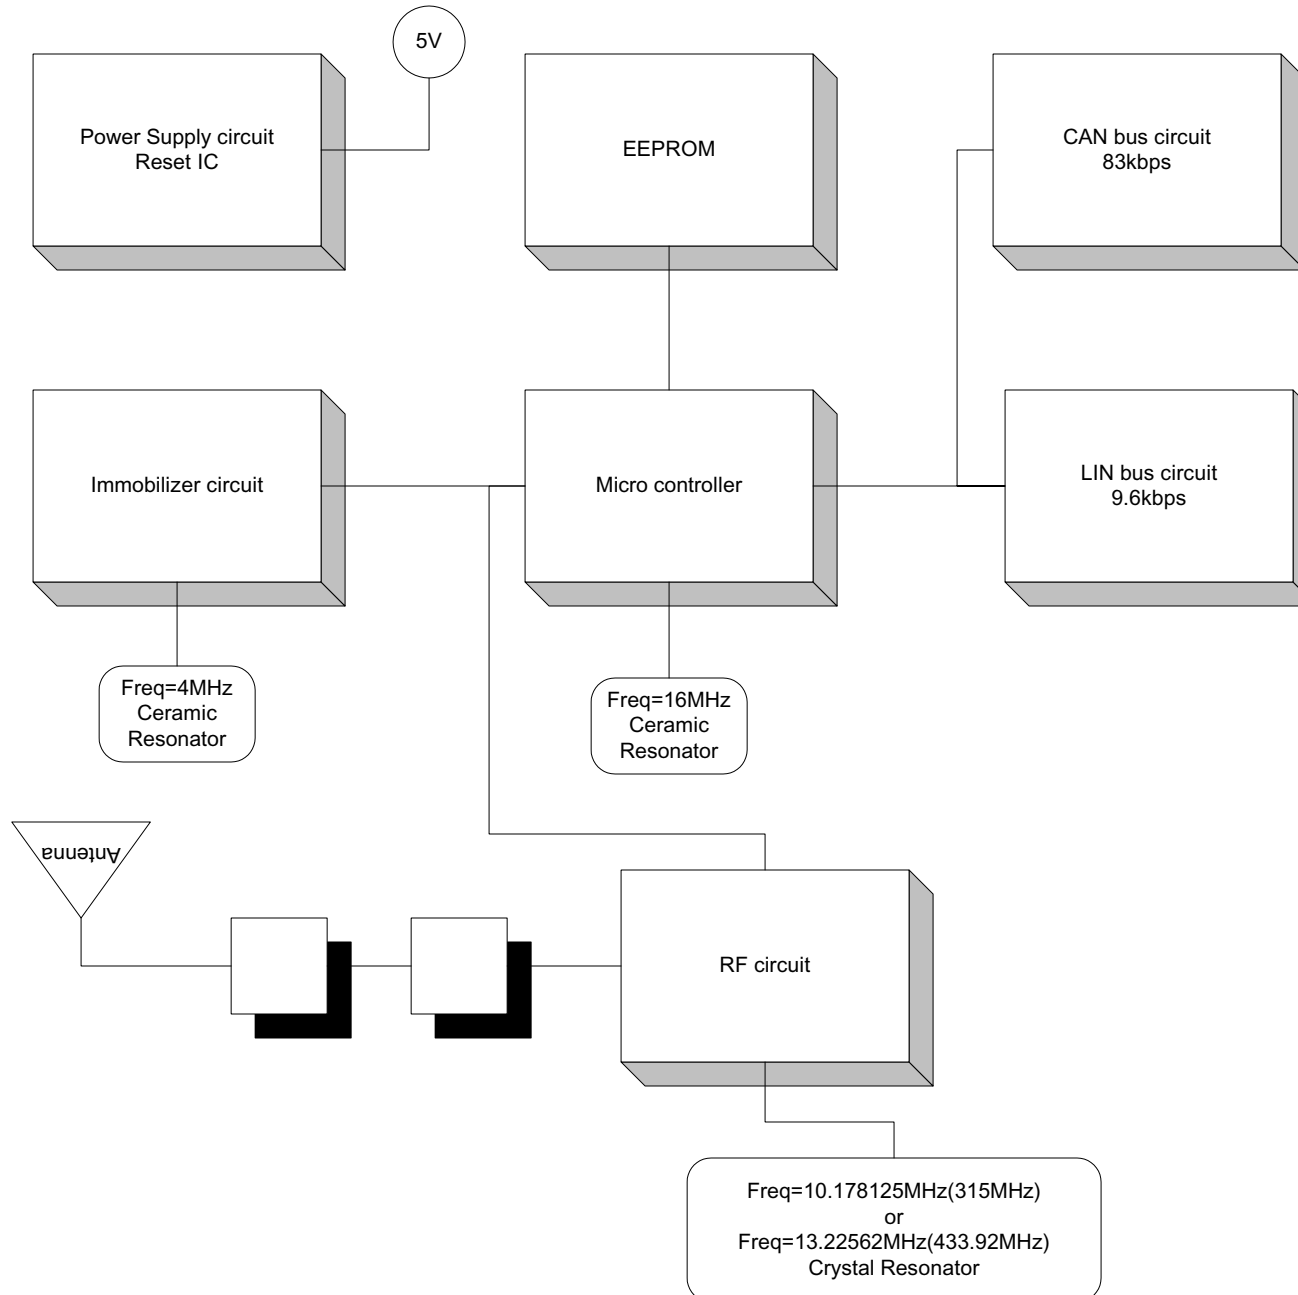 5V
Power Supply circuit
Reset IC
EEPROM
CAN bus circuit
83kbps
Immobilizer circuit
Micro controller
LIN bus circuit
9.6kbps
Freq=4MHz
Ceramic
Resonator
Freq=16MHz
Ceramic
Resonator
Antenna
RF circuit
Freq=10.178125MHz(315MHz)
or
Freq=13.22562MHz(433.92MHz)
Crystal Resonator